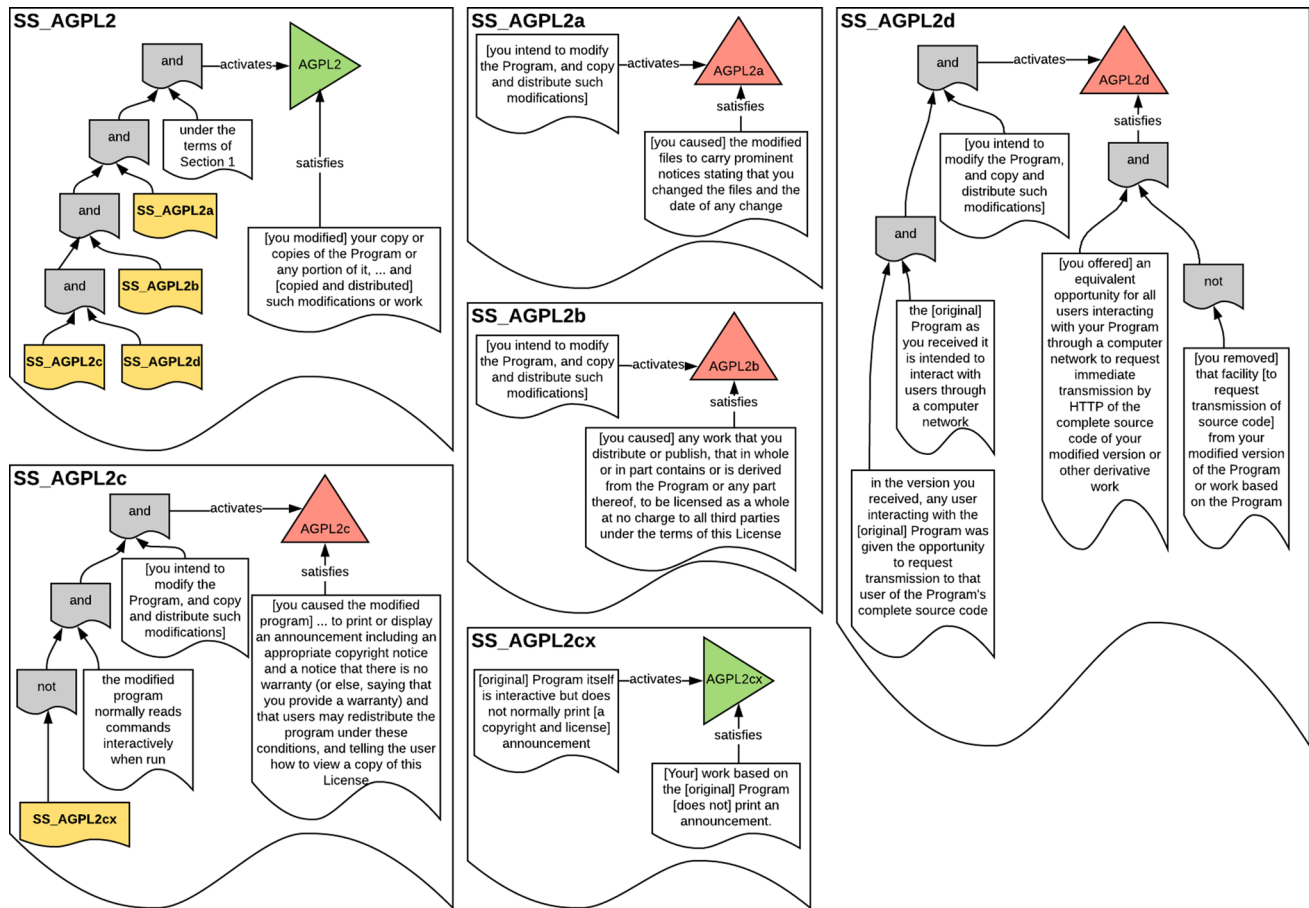 SS_AGPL2
and
activates
AGPL2
and
under the
terms of
Section 1
satisfies
and
SS_AGPL2a
and
SS_AGPL2b
[you modified] your copy or
copies of the Program or
any portion of it, ... and
[copied and distributed]
such modifications or work
SS_AGPL2c
SS_AGPL2d
SS_AGPL2a
[you intend to modify
the Program, and copy
and distribute such
modifications]
activates
AGPL2a
satisfies
[you caused] the modified
files to carry prominent
notices stating that you
changed the files and the
date of any change
SS_AGPL2b
[you intend to modify
the Program, and copy
and distribute such
modifications]
activates
AGPL2b
satisfies
[you caused] any work that you
distribute or publish, that in whole
or in part contains or is derived
from the Program or any part
thereof, to be licensed as a whole
at no charge to all third parties
under the terms of this License
SS_AGPL2d
and
activates
AGPL2d
satisfies
[you intend to
modify the Program,
and copy and
distribute such
modifications]
and
and
not
the [original]
Program as
you received it
is intended to
interact with
users through
a computer
network
[you offered] an
equivalent
opportunity for all
users interacting
with your Program
through a computer
network to request
immediate
transmission by
HTTP of the
complete source
code of your
modified version or
other derivative
work
[you removed]
that facility [to
request
transmission of
source code]
from your
modified version
of the Program
or work based
on the Program
in the version you
received, any user
interacting with the
[original] Program was
given the opportunity
to request
transmission to that
user of the Program's
complete source code
SS_AGPL2c
and
activates
AGPL2c
satisfies
[you intend to
modify the
Program, and copy
and distribute such
modifications]
and
not
the modified
program
normally reads
commands
interactively
when run
[you caused the modified
program] ... to print or display
an announcement including an
appropriate copyright notice
and a notice that there is no
warranty (or else, saying that
you provide a warranty) and
that users may redistribute the
program under these
conditions, and telling the user
how to view a copy of this
License
SS_AGPL2cx
SS_AGPL2cx
[original] Program itself
is interactive but does
not normally print [a
copyright and license]
announcement
activates
AGPL2cx
satisfies
[Your] work based on
the [original] Program
[does not] print an
announcement.